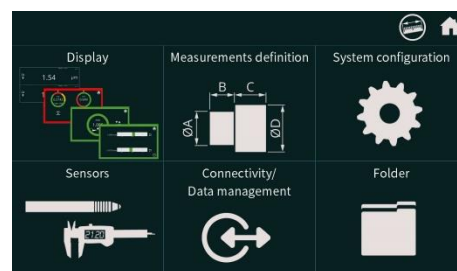 Display
Measurements definition
System configuration
1.54
B C
ØA
ØD
Sensors
Connectivity/
Data management
Folder